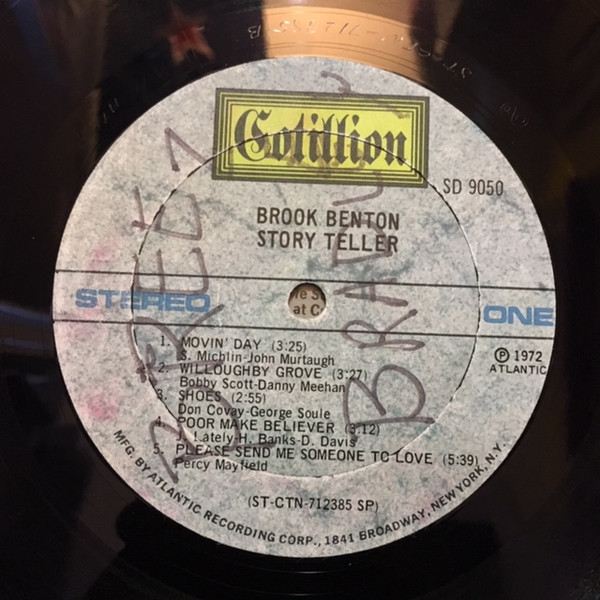 Cotillion
SD 9050
BROOK BENTON
STORY TELLER
STEREO
ONE
1. MOVIN' DAY (3:25)
S. Michlin-John Murtaugh
2. WILLOUGHBY GROVE (3:27)
Bobby Scott-Danny Meehan
3. SHOES (2:55)
Don Covay-George Soule
4. POOR MAKE BELIEVER (3:12)
J. Lately-H. Banks-D. Davis
5. PLEASE SEND ME SOMEONE TO LOVE (5:39)
Percy Mayfield
(ST-CTN-712385 SP)
Ⓟ 1972
ATLANTIC
MFG. BY ATLANTIC RECORDING CORP., 1841 BROADWAY, NEW YORK, N.Y.
at C